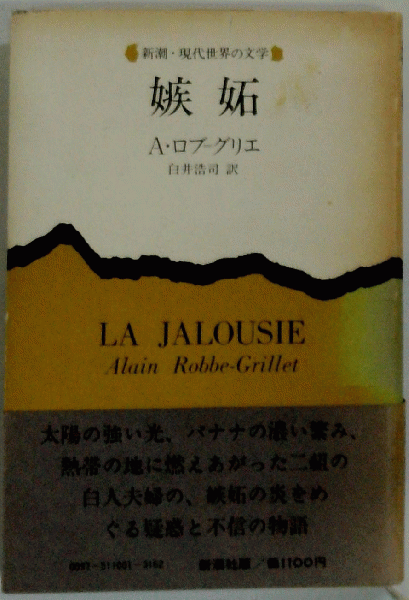 新潮・現代世界の文学
嫉妬
A・ロブ=グリエ
白井浩司 訳
LA JALOUSIE
Alain Robbe-Grillet
太陽の強い光、バナナの濃い繁み、
熱帯の地に燃えあがった二組の
白人夫婦の、嫉妬の炎をめ
ぐる疑惑と不信の物語
新潮社版／価1100円